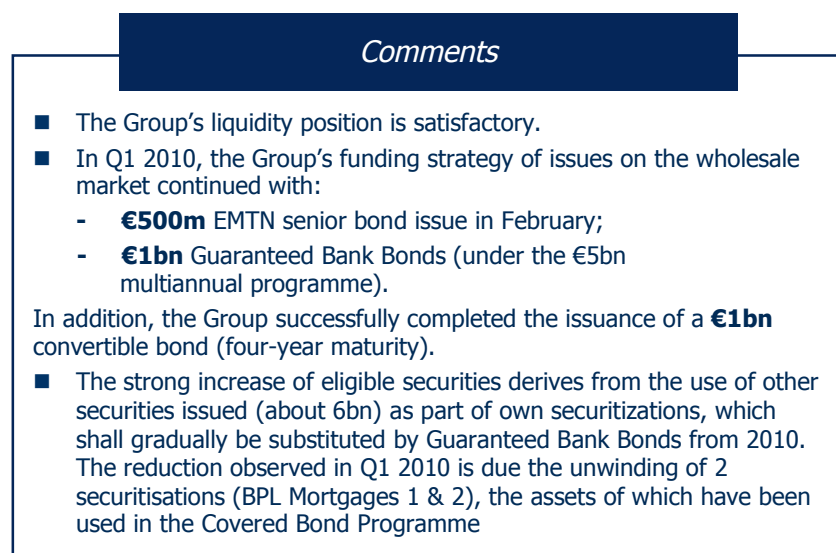 Comments
■ The Group’s liquidity position is satisfactory.
■ In Q1 2010, the Group’s funding strategy of issues on the wholesale
market continued with:
- €500m EMTN senior bond issue in February;
- €1bn Guaranteed Bank Bonds (under the €5bn
multiannual programme).
In addition, the Group successfully completed the issuance of a €1bn
convertible bond (four-year maturity).
■ The strong increase of eligible securities derives from the use of other
securities issued (about 6bn) as part of own securitizations, which
shall gradually be substituted by Guaranteed Bank Bonds from 2010.
The reduction observed in Q1 2010 is due the unwinding of 2
securitisations (BPL Mortgages 1 & 2), the assets of which have been
used in the Covered Bond Programme